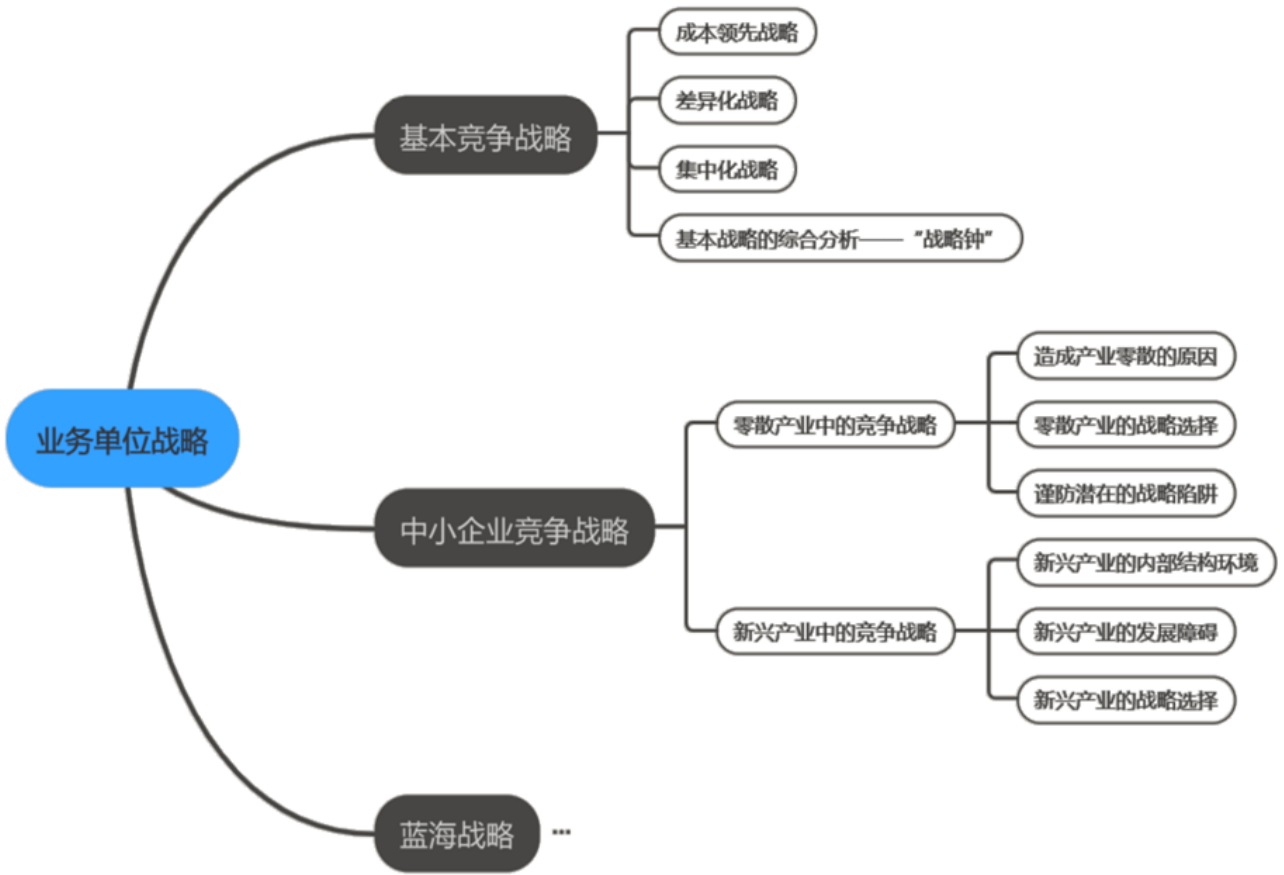 业务单位战略
基本竞争战略
成本领先战略
差异化战略
集中化战略
基本战略的综合分析——“战略钟”
中小企业竞争战略
零散产业中的竞争战略
造成产业零散的原因
零散产业的战略选择
谨防潜在的战略陷阱
新兴产业中的竞争战略
新兴产业的内部结构环境
新兴产业的发展障碍
新兴产业的战略选择
蓝海战略
...